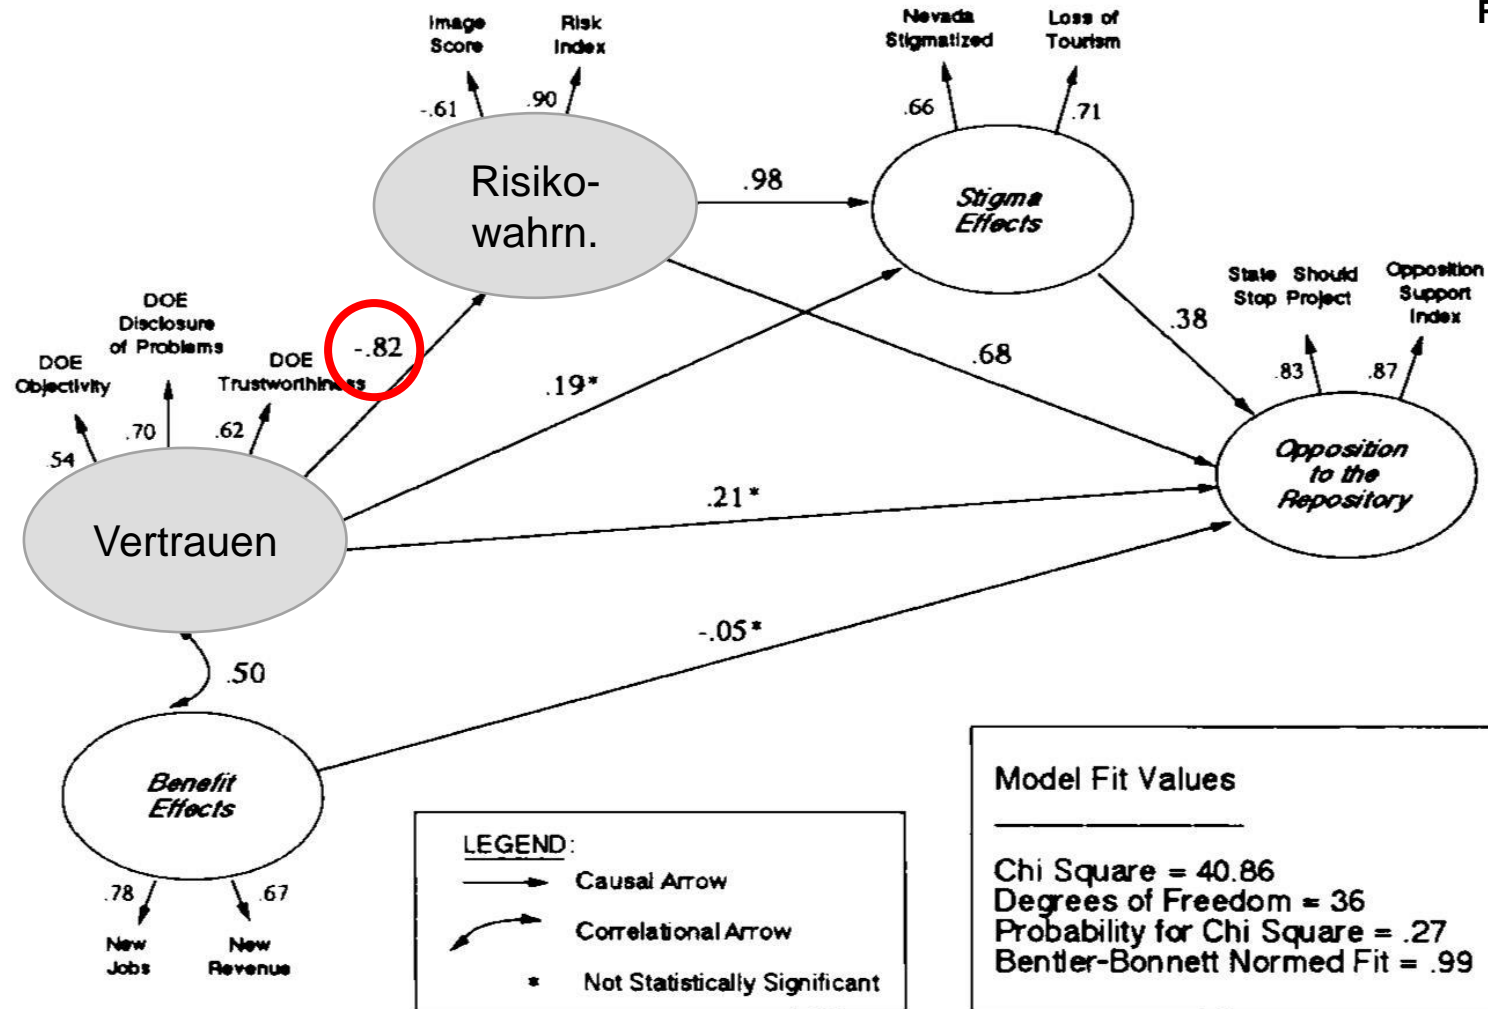 Image
Score
Risk
Index
-.61
.90
Nevada
Stigmatized
Loss of
Tourism
.66
.71
Risiko-
wahrn.
.98
Stigma
Effects
State Should
Stop Project
Opposition
Support
Index
.83
.87
.38
.68
Opposition
to the
Repository
DOE
Objectivity
DOE
Disclosure
of Problems
DOE
Trustworthiness
.54
.70
.62
-.82
.19*
.21*
-.05*
Vertrauen
.50
Benefit
Effects
.78
.67
New
Jobs
New
Revenue
LEGEND:
Causal Arrow
Correlational Arrow
* Not Statistically Significant
Model Fit Values
Chi Square = 40.86
Degrees of Freedom = 36
Probability for Chi Square = .27
Bentler-Bonnett Normed Fit = .99